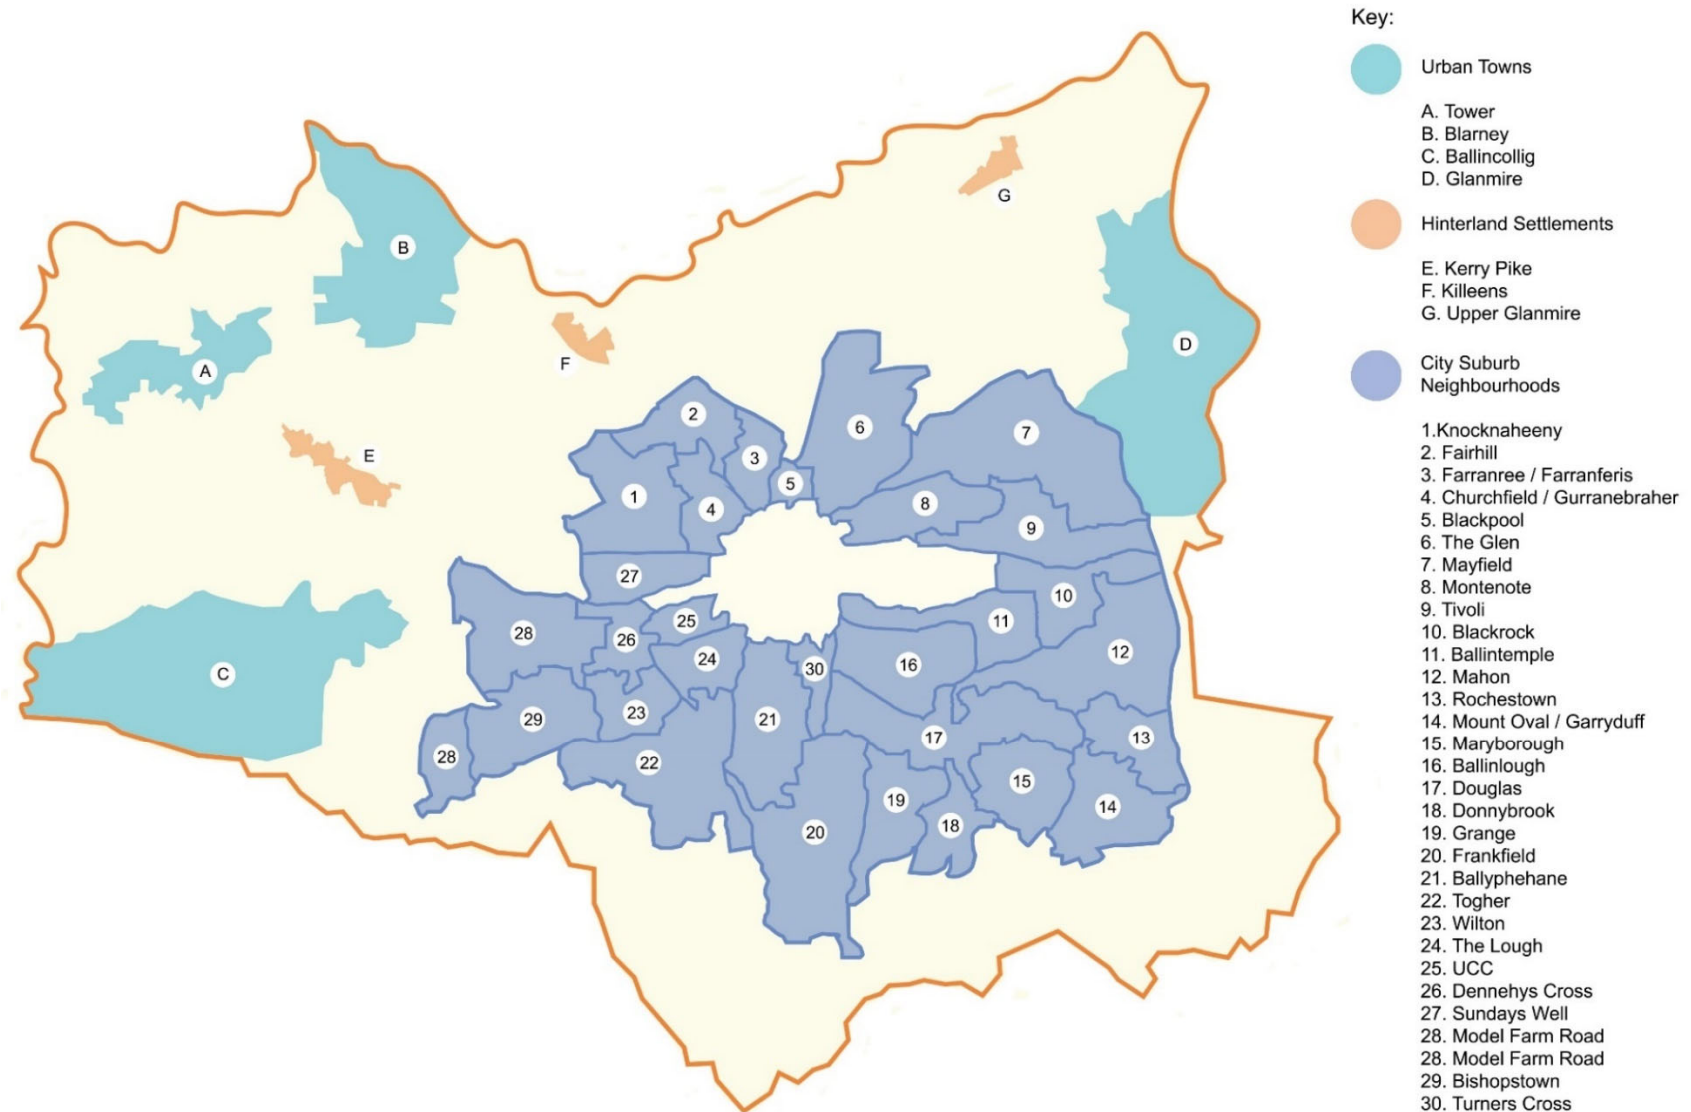 Key:
Urban Towns
A. Tower
B. Blarney
C. Ballincollig
D. Glanmire
Hinterland Settlements
E. Kerry Pike
F. Killeens
G. Upper Glanmire
City Suburb
Neighbourhoods
1.Knocknaheeny
2. Fairhill
3. Farranree / Farranferis
4. Churchfield / Gurranebraher
5. Blackpool
6. The Glen
7. Mayfield
8. Montenote
9. Tivoli
10. Blackrock
11. Ballintemple
12. Mahon
13. Rochestown
14. Mount Oval / Garryduff
15. Maryborough
16. Ballinlough
17. Douglas
18. Donnybrook
19. Grange
20. Frankfield
21. Ballyphehane
22. Togher
23. Wilton
24. The Lough
25. UCC
26. Dennehys Cross
27. Sundays Well
28. Model Farm Road
28. Model Farm Road
29. Bishopstown
30. Turners Cross
G
B
D
F
A
2
6
7
3
E
5
1
8
4
9
27
10
25
11
28
26
12
24
16
30
C
23
29
21
17
13
28
22
15
19
14
18
20